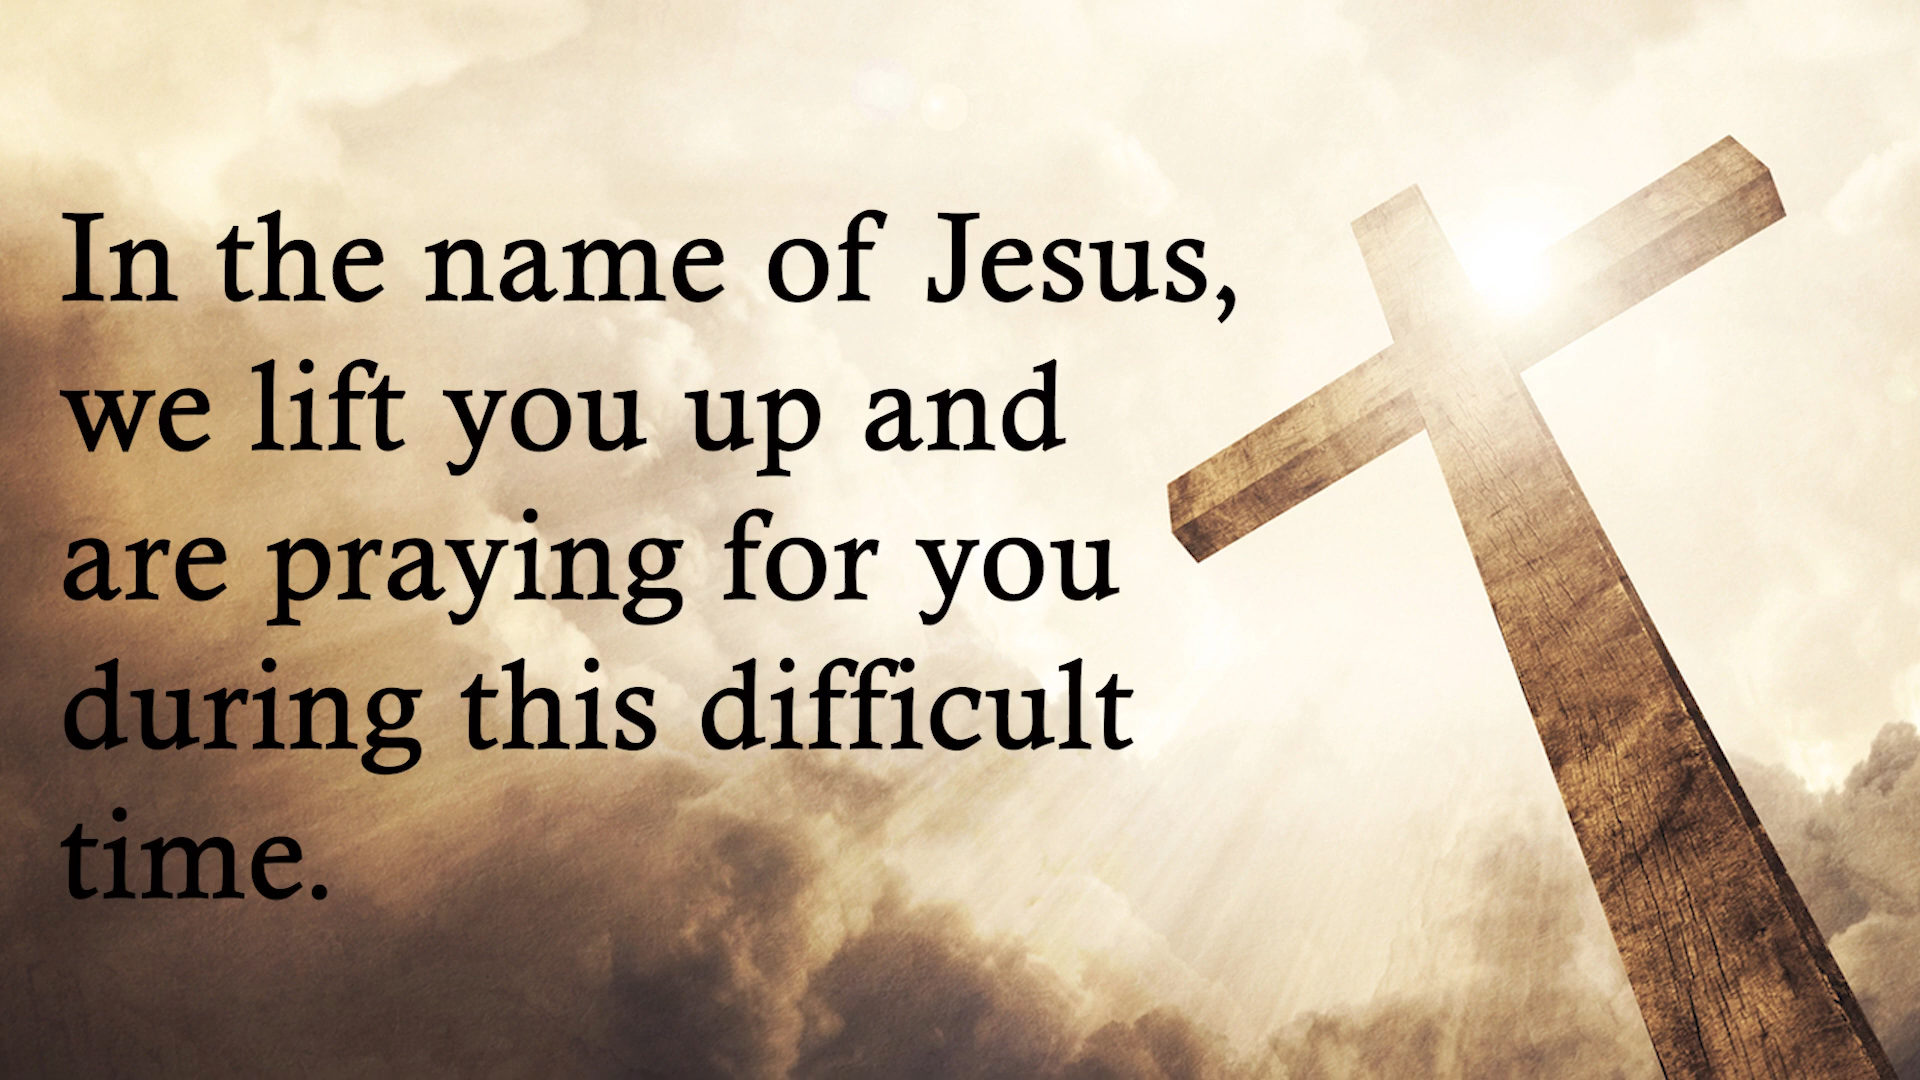 In the name of Jesus,
we lift you up and
are praying for you
during this difficult
time.